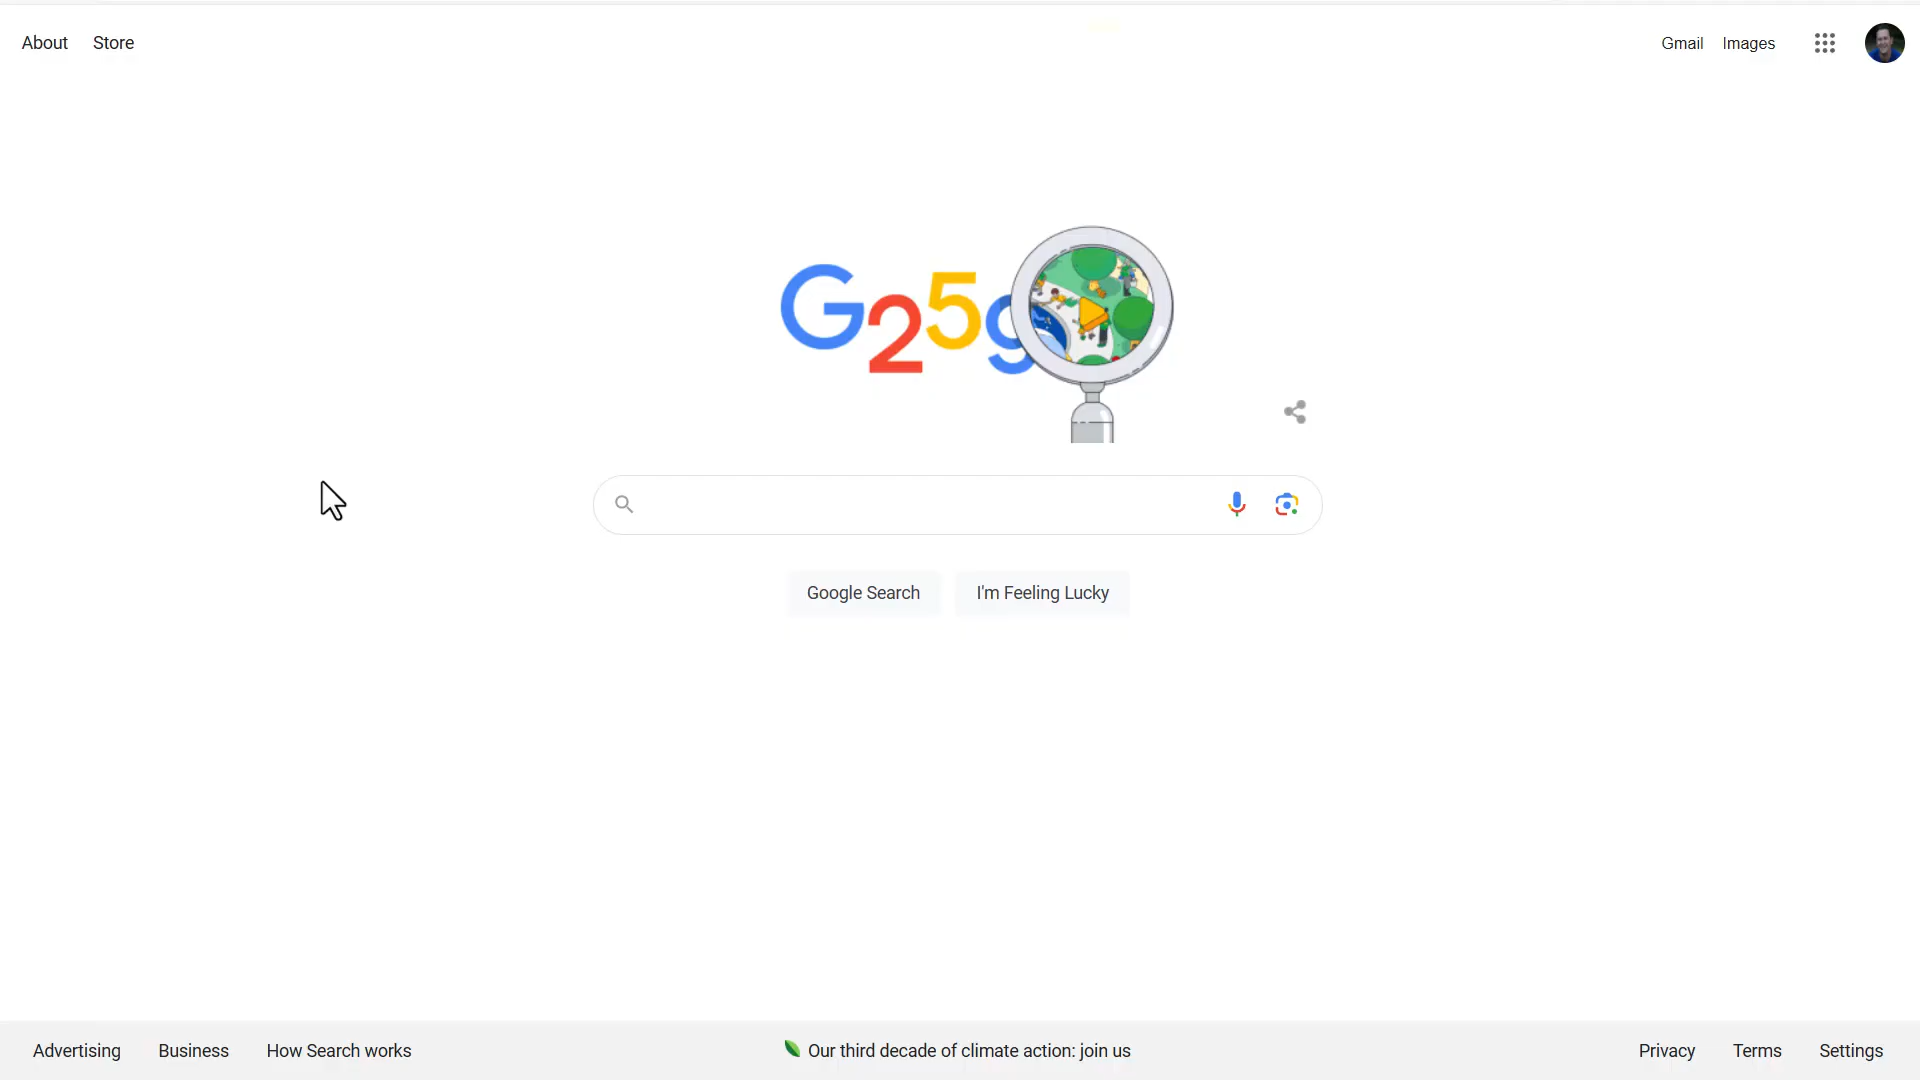 About Store
Gmail Images
G25g
Google Search I'm Feeling Lucky
Advertising Business How Search works
Our third decade of climate action: join us
Privacy Terms Settings